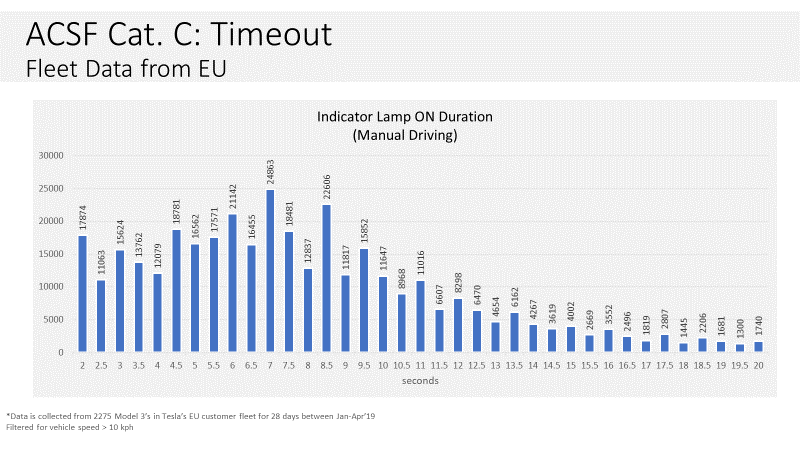 ACSF Cat. C: Timeout
Fleet Data from EU
Indicator Lamp ON Duration
(Manual Driving)
30000
25000
20000
15000
10000
5000
0
17874 11063 15624 13762 12079 18781 16562 17571 21142 16455 24863 18481 12837 22606 11817 15852 11647 8968 11016 6607 8298 6470 4654 6162 4267 3619 4002 2669 3552 2496 1819 2807 1445 2206 1681 1300 1740
2 2.5 3 3.5 4 4.5 5 5.5 6 6.5 7 7.5 8 8.5 9 9.5 10 10.5 11 11.5 12 12.5 13 13.5 14 14.5 15 15.5 16 16.5 17 17.5 18 18.5 19 19.5 20
seconds
*Data is collected from 2275 Model 3's in Tesla's EU customer fleet for 28 days between Jan-Apr'19
Filtered for vehicle speed > 10 kph